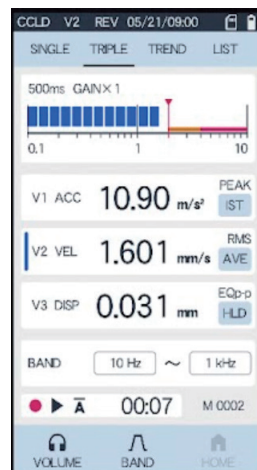 CCLD V2 REV 05/21/09:00
SINGLE TRIPLE TREND LIST
500ms GAIN×1
0.1 1 10
V1 ACC 10.90 m/s² PEAK IST
V2 VEL 1.601 mm/s RMS AVE
V3 DISP 0.031 mm EQp-p HLD
BAND 10 Hz ~ 1 kHz
A 00:07 M 0002
VOLUME BAND HOME